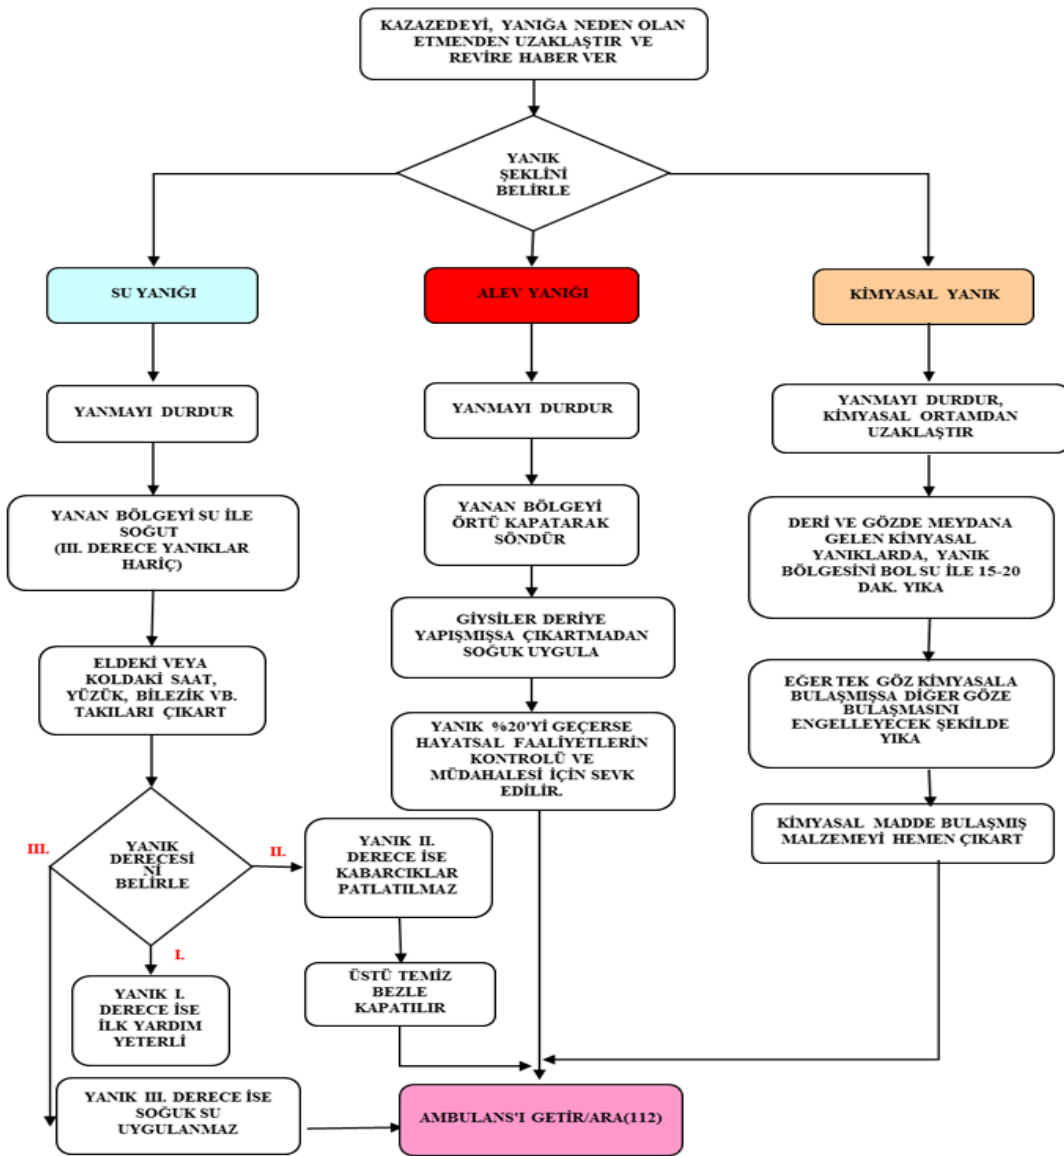 KAZAZEDEYİ, YANIĞA NEDEN OLAN
ETMENDEN UZAKLAŞTIR VE
REVİRE HABER VER
YANIK
ŞEKLİNİ
BELİRLE
SU YANIĞI
ALEV YANIĞI
KİMYASAL YANIK
YANMAYI DURDUR
YANMAYI DURDUR
YANMAYI DURDUR,
KİMYASAL ORTAMDAN
UZAKLAŞTIR
YANAN BÖLGEYİ SU İLE
SOĞUT
(III. DERECE YANIKLAR
HARİÇ)
YANAN BÖLGEYİ
ÖRTÜ KAPATARAK
SÖNDÜR
DERİ VE GÖZDE MEYDANA
GELEN KİMYASAL
YANIKLARDA, YANIK
BÖLGESİNİ BOL SU İLE 15-20
DAK. YIKA
GİYSİLER DERİYE
YAPIŞMIŞSA ÇIKARTMADAN
SOĞUK UYGULA
ELDEKİ VEYA
KOLDAKİ SAAT,
YÜZÜK, BİLEZİK VB.
TAKILARI ÇIKART
EĞER TEK GÖZ KİMYASALA
BULAŞMIŞSA DİĞER GÖZE
BULAŞMASINI
ENGELLEYECEK ŞEKİLDE
YIKA
YANIK %20'Yİ GEÇERSE
HAYATSAL FAALİYETLERİN
KONTROLÜ VE
MÜDAHALESİ İÇİN SEVK
EDİLİR.
KİMYASAL MADDE BULAŞMIŞ
MALZEMEYİ HEMEN ÇIKART
III.
YANIK
DERECESİ
Nİ
BELİRLE
II.
YANIK II.
DERECE İSE
KABARCIKLAR
PATLATILMAZ
I.
YANIK I.
DERECE İSE
İLK YARDIM
YETERLİ
ÜSTÜ TEMİZ
BEZLE
KAPATILIR
YANIK III. DERECE İSE
SOĞUK SU
UYGULANMAZ
AMBULANS'I GETİR/ARA(112)